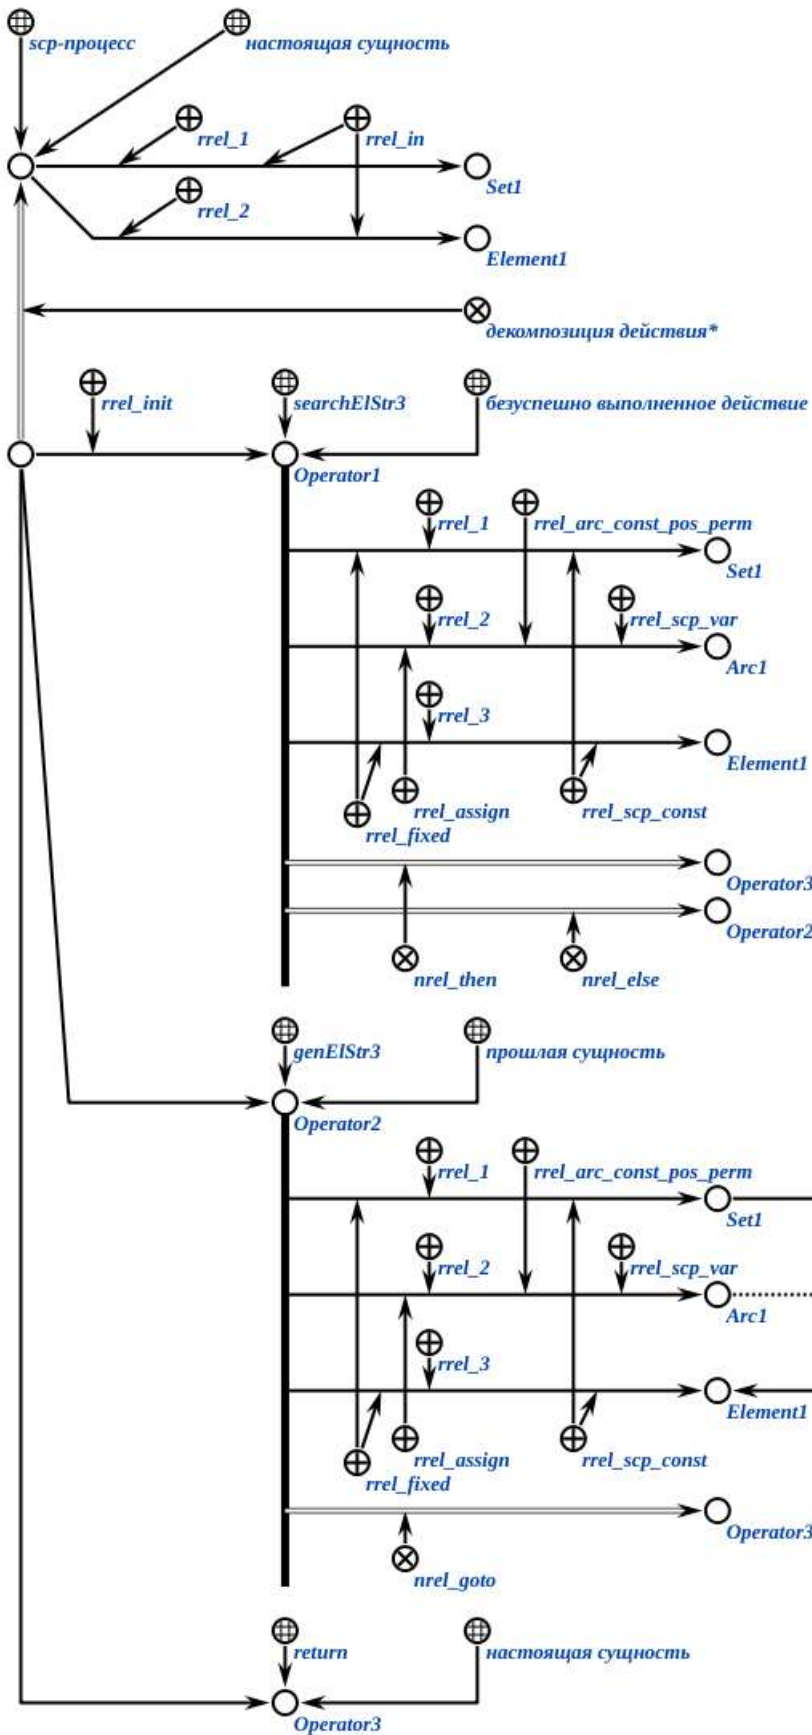 scp-процесс
настоящая сущность
rrel_1
rrel_in
Set1
rrel_2
Element1
декомпозиция действия*
rrel_init
searchElStr3
безуспешно выполненное действие
Operator1
rrel_1
rrel_arc_const_pos_perm
Set1
rrel_2
rrel_scp_var
Arc1
rrel_3
Element1
rrel_assign
rrel_scp_const
rrel_fixed
Operator3
Operator2
nrel_then
nrel_else
genElStr3
прошлая сущность
Operator2
rrel_1
rrel_arc_const_pos_perm
Set1
rrel_2
rrel_scp_var
Arc1
rrel_3
Element1
rrel_assign
rrel_scp_const
rrel_fixed
Operator3
nrel_goto
return
настоящая сущность
Operator3